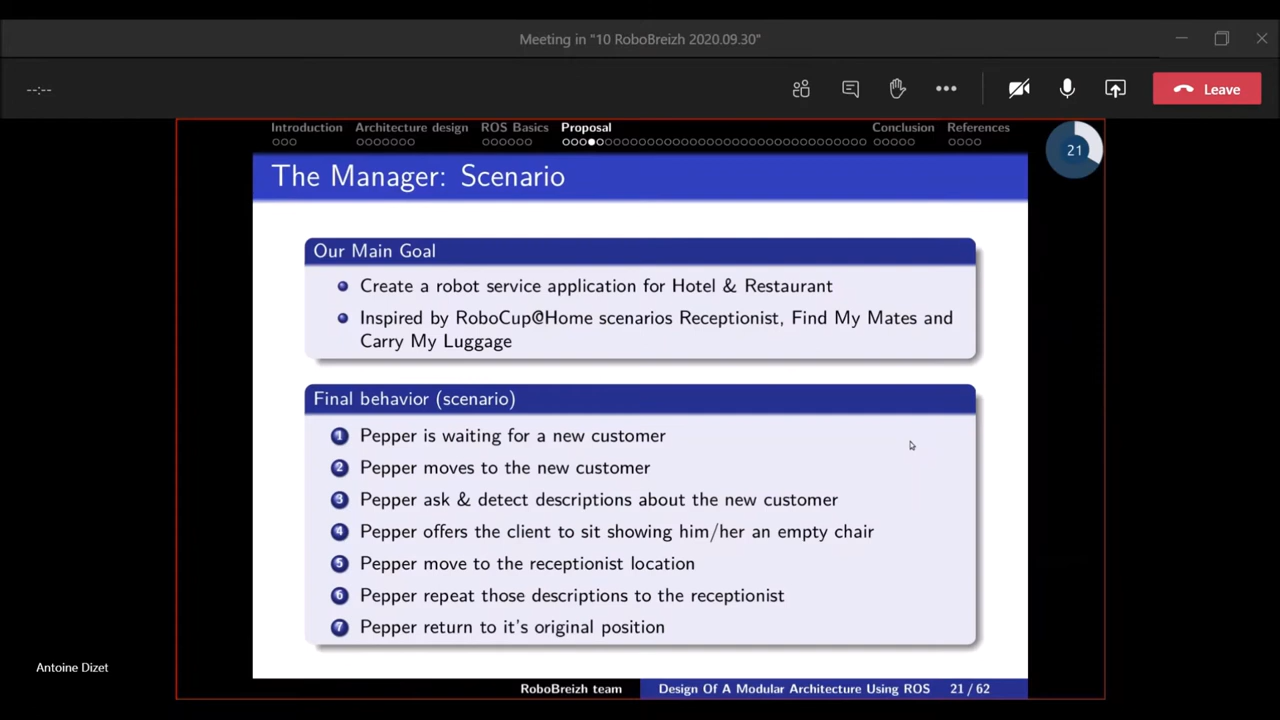 Meeting in "10 RoboBreizh 2020.09.30"
--:--
Leave
Introduction Architecture design ROS Basics Proposal Conclusion References
21
The Manager: Scenario
Our Main Goal
Create a robot service application for Hotel & Restaurant
Inspired by RoboCup@Home scenarios Receptionist, Find My Mates and
Carry My Luggage
Final behavior (scenario)
1 Pepper is waiting for a new customer
2 Pepper moves to the new customer
3 Pepper ask & detect descriptions about the new customer
4 Pepper offers the client to sit showing him/her an empty chair
5 Pepper move to the receptionist location
6 Pepper repeat those descriptions to the receptionist
7 Pepper return to it's original position
Antoine Dizet
RoboBreizh team Design Of A Modular Architecture Using ROS 21 / 62